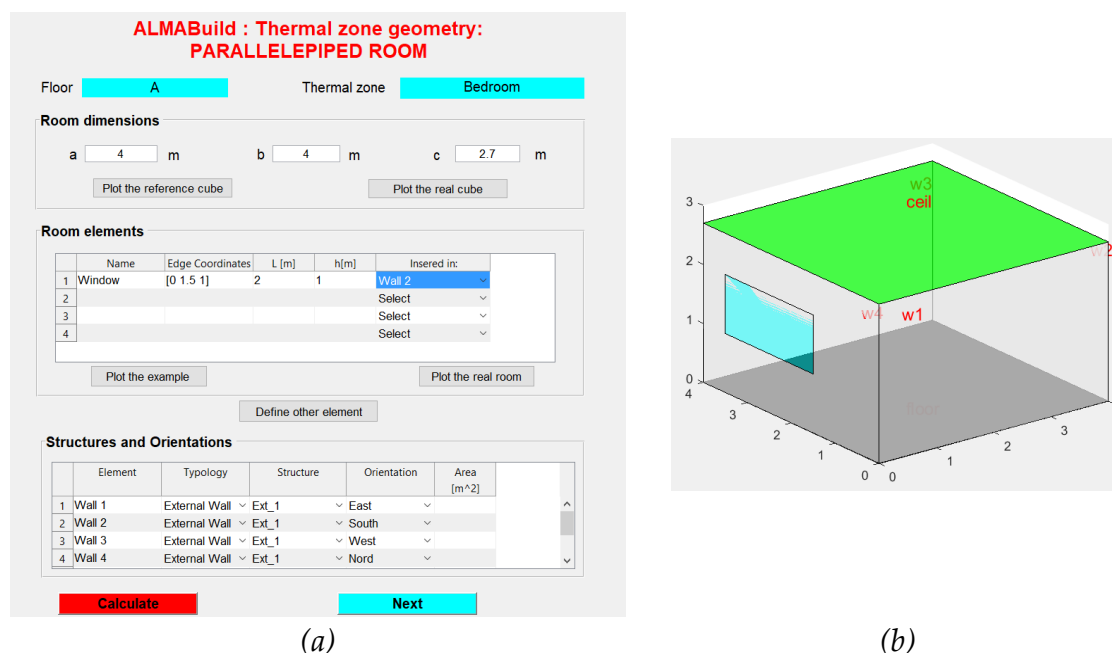 ALMABuild : Thermal zone geometry:
PARALLELEPIPED ROOM
Floor A Thermal zone Bedroom
Room dimensions
a 4 m b 4 m c 2.7 m
Plot the reference cube Plot the real cube
Room elements
Name Edge Coordinates L [m] h[m] Insered in:
1 Window [0 1.5 1] 2 1 Wall 2
2 Select
3 Select
4 Select
Plot the example Plot the real room
Define other element
Structures and Orientations
Element Typology Structure Orientation Area
[m^2]
1 Wall 1 External Wall Ext_1 East
2 Wall 2 External Wall Ext_1 South
3 Wall 3 External Wall Ext_1 West
4 Wall 4 External Wall Ext_1 Nord
Calculate Next
(a)
w3
ceil
3
w2
2
w4 w1
1
0
floor
4
3
2
1
0
0
1
2
3
(b)